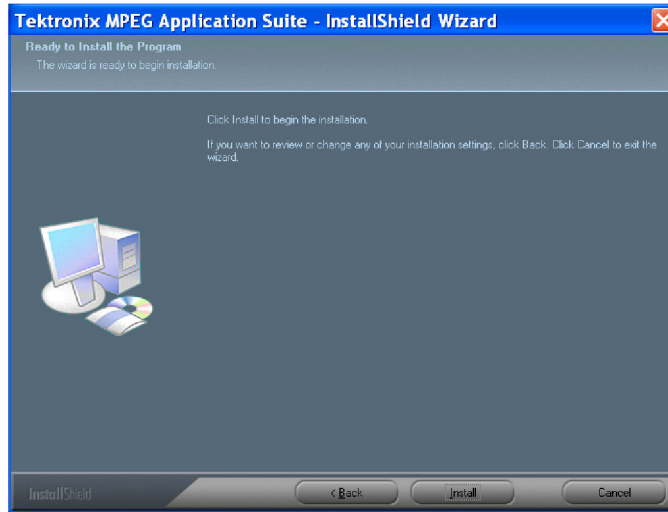 Tektronix MPEG Application Suite - InstallShield Wizard
Ready to Install the Program
The wizard is ready to begin installation.
Click Install to begin the installation.
If you want to review or change any of your installation settings, click Back. Click Cancel to exit the
wizard.
InstallShield
< Back
Install
Cancel